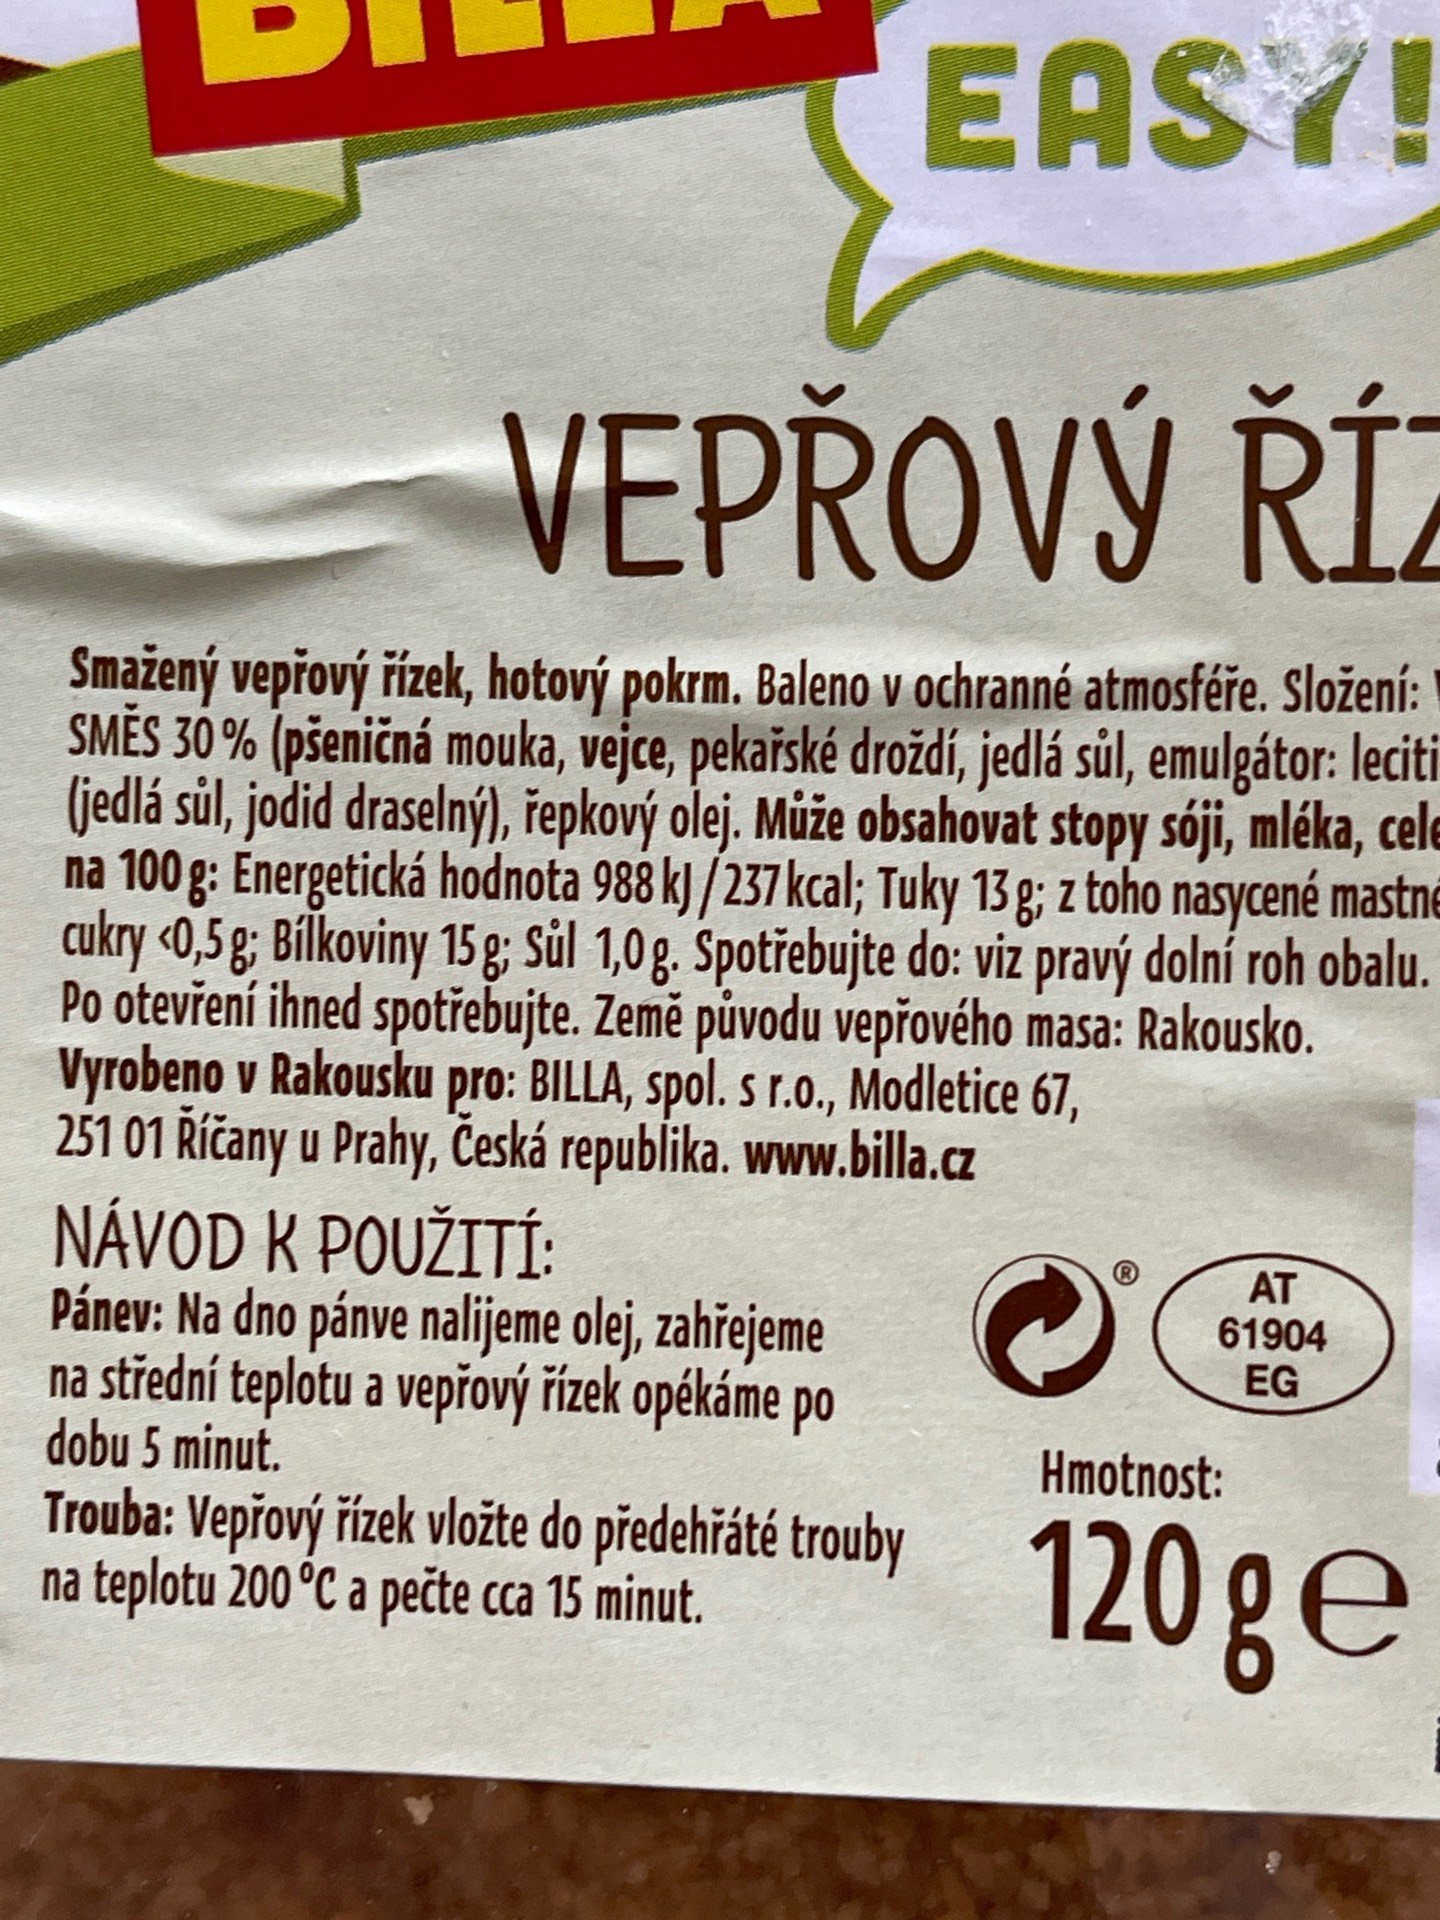 BILLA
EASY!
VEPŘOVÝ ŘÍZ
Smažený vepřový řízek, hotový pokrm. Baleno v ochranné atmosféře. Složení:
SMĚS 30 % (pšeničná mouka, vejce, pekařské droždí, jedlá sůl, emulgátor: leciti
(jedlá sůl, jodid draselný), řepkový olej. Může obsahovat stopy sóji, mléka, cele
na 100 g: Energetická hodnota 988 kJ / 237 kcal; Tuky 13 g; z toho nasycené mastné
cukry <0,5 g; Bílkoviny 15 g; Sůl 1,0 g. Spotřebujte do: viz pravý dolní roh obalu.
Po otevření ihned spotřebujte. Země původu vepřového masa: Rakousko.
Vyrobeno v Rakousku pro: BILLA, spol. s r.o., Modletice 67,
251 01 Říčany u Prahy, Česká republika. www.billa.cz
NÁVOD K POUŽITÍ:
Pánev: Na dno pánve nalijeme olej, zahřejeme
na střední teplotu a vepřový řízek opékáme po
dobu 5 minut.
Trouba: Vepřový řízek vložte do předehřáté trouby
na teplotu 200 °C a pečte cca 15 minut.
®
AT
61904
EG
Hmotnost:
120 g e